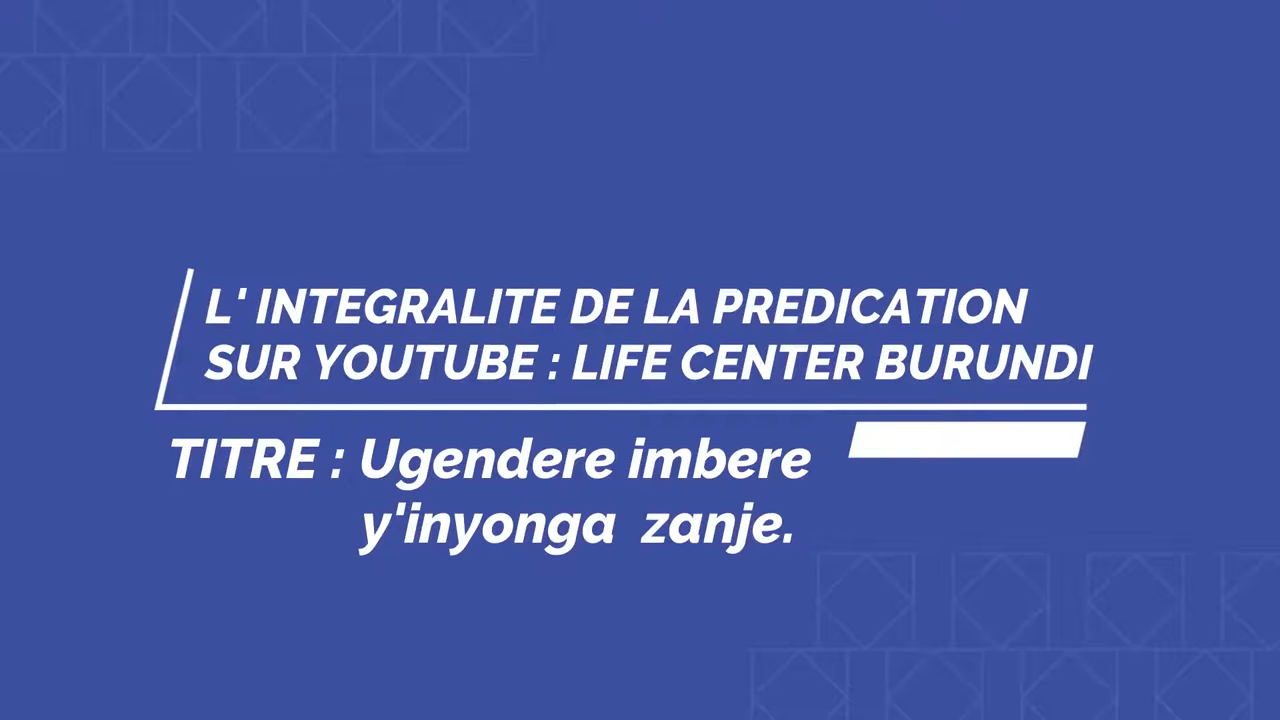 L' INTEGRALITE DE LA PREDICATION
SUR YOUTUBE : LIFE CENTER BURUNDI
TITRE : Ugendere imbere
y'inyonga zanje.